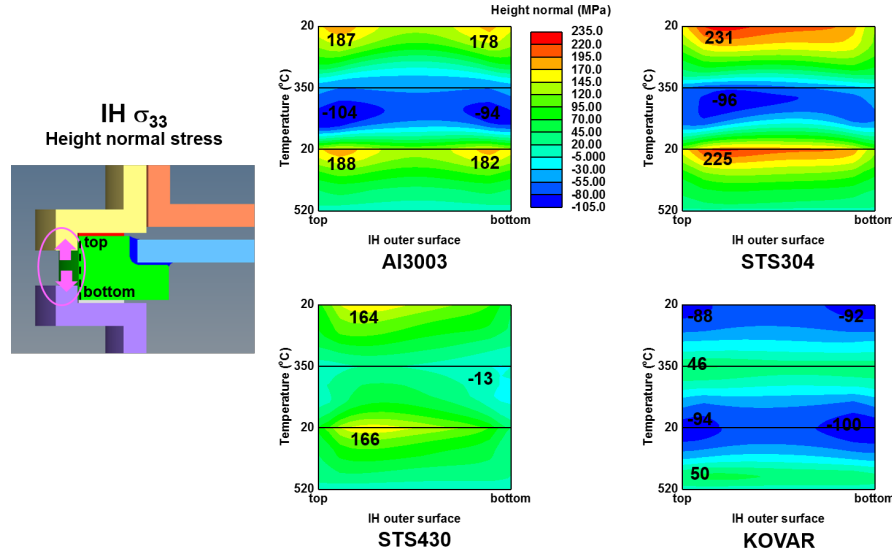 IH σ33
Height normal stress
top
bottom
Height normal (MPa)
235.0
220.0
195.0
170.0
145.0
120.0
95.00
70.00
45.00
20.00
-5.000
-30.00
-55.00
-80.00
-105.0
Temperature (°C)
20
350
20
520
187
178
-104
-94
188
182
top
bottom
IH outer surface
Al3003
Temperature (°C)
20
350
20
520
231
-96
225
top
bottom
IH outer surface
STS304
Temperature (°C)
20
350
20
520
164
-13
166
top
bottom
IH outer surface
STS430
Temperature (°C)
20
350
20
520
-88
-92
46
-94
-100
50
top
bottom
IH outer surface
KOVAR